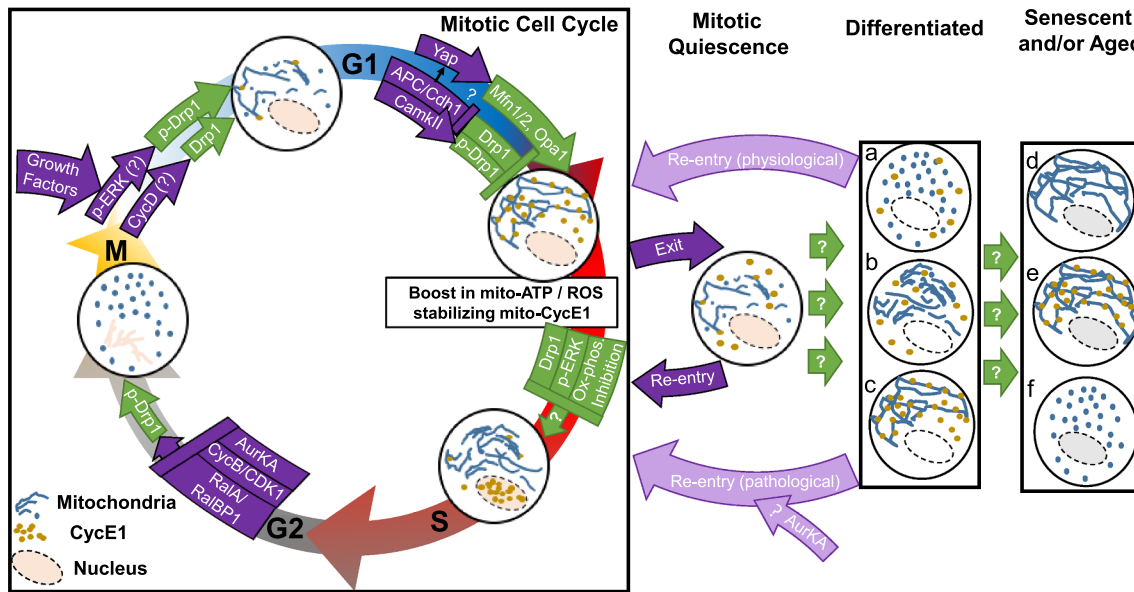 Mitotic Cell Cycle
Mitotic
Quiescence
Differentiated
Senescent
and/or Aged
G1
Yap
?
APC/Cdh1
CamkII
Mfn1/2, Opa1
Drp1
p-Drp1
p-Drp1
Drp1
Growth
Factors
p-ERK (?)
CycD (?)
M
Boost in mito-ATP / ROS
stabilizing mito-CycE1
Drp1
p-ERK
Ox-phos
Inhibition
?
p-Drp1
AurKA
CycB/CDK1
RalA/
RalBP1
G2
S
Mitochondria
CycE1
Nucleus
Re-entry (physiological)
Exit
Re-entry
Re-entry (pathological)
? AurKA
?
?
?
a
b
c
?
?
?
d
e
f